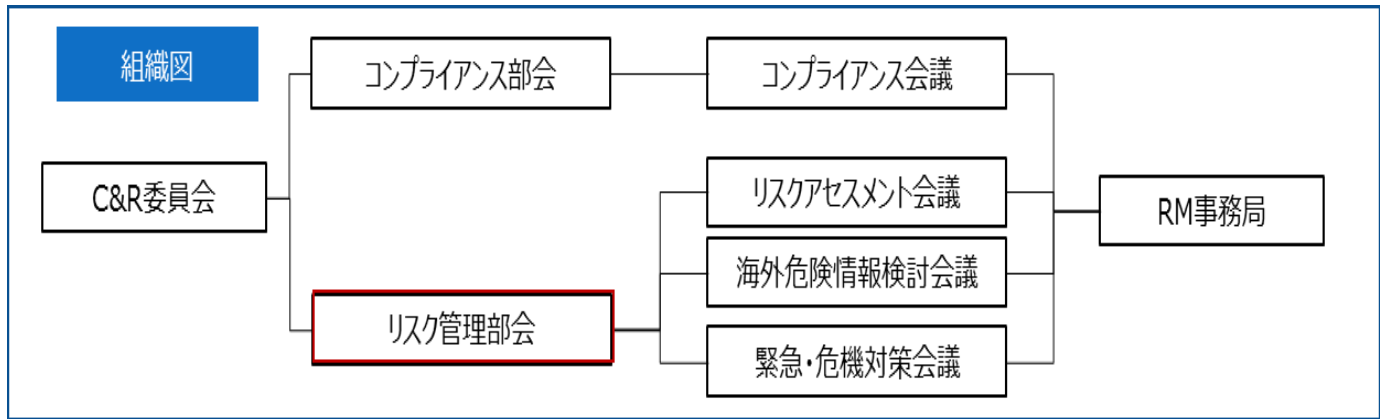 組織図
コンプライアンス部会
コンプライアンス会議
C&R委員会
リスクアセスメント会議
RM事務局
海外危険情報検討会議
リスク管理部会
緊急・危機対策会議